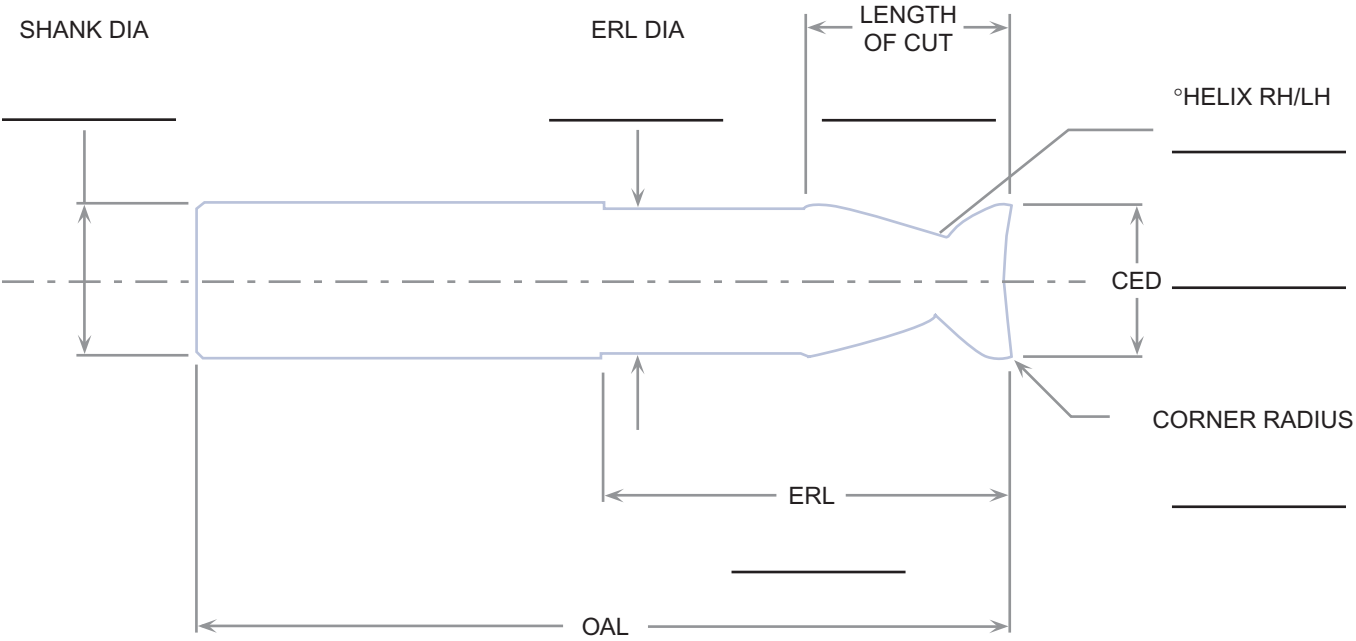 SHANK DIA
ERL DIA
LENGTH
OF CUT
°HELIX RH/LH
CED
CORNER RADIUS
ERL
OAL